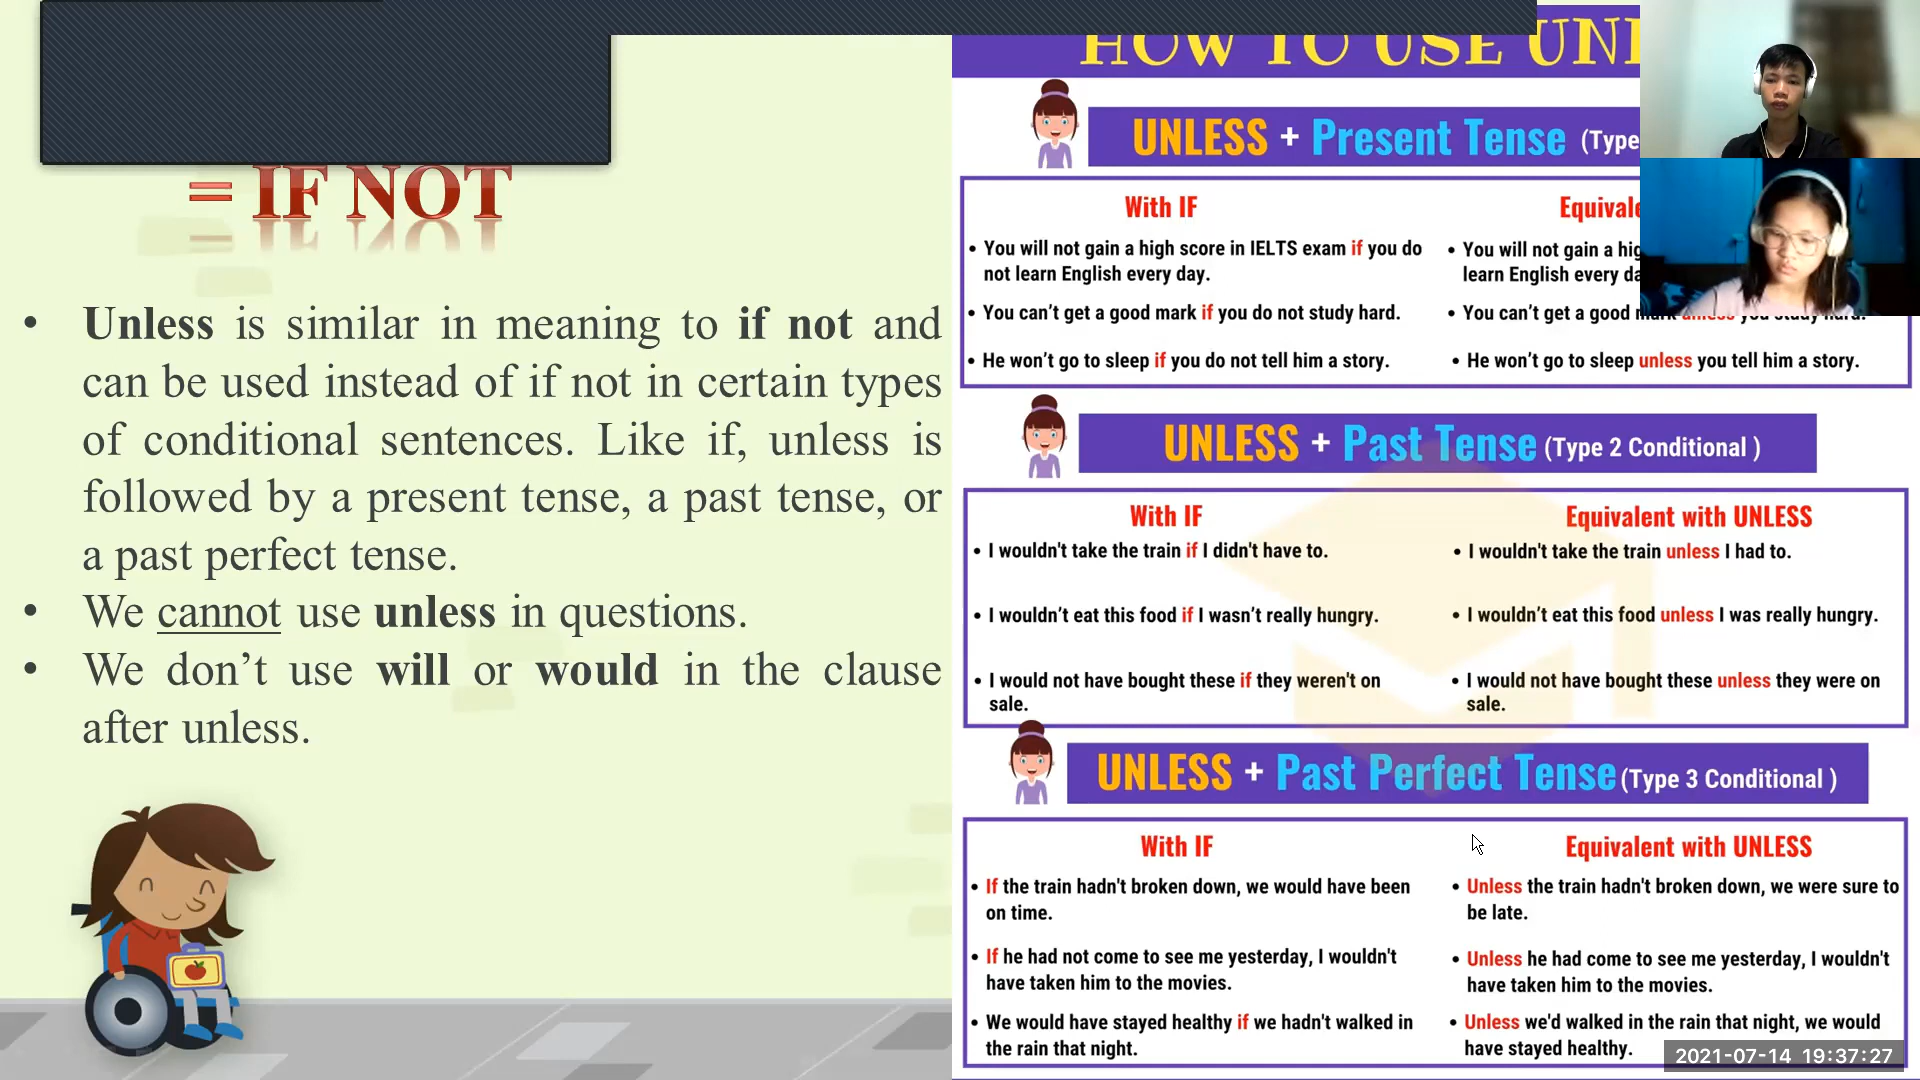 = IF NOT
• Unless is similar in meaning to if not and
can be used instead of if not in certain types
of conditional sentences. Like if, unless is
followed by a present tense, a past tense, or
a past perfect tense.
• We cannot use unless in questions.
• We don’t use will or would in the clause
after unless.
HOW TO USE
UNLESS + Present Tense (Type
With IF
• You will not gain a high score in IELTS exam if you do
not learn English every day.
• You can’t get a good mark if you do not study hard.
• He won’t go to sleep if you do not tell him a story.
• You will not gain a
learn English every
• You can’t get a good mark unless you study hard.
• He won’t go to sleep unless you tell him a story.
UNLESS + Past Tense (Type 2 Conditional )
With IF
• I wouldn't take the train if I didn't have to.
• I wouldn’t eat this food if I wasn’t really hungry.
• I would not have bought these if they weren't on
sale.
Equivalent with UNLESS
• I wouldn't take the train unless I had to.
• I wouldn’t eat this food unless I was really hungry.
• I would not have bought these unless they were on
sale.
UNLESS + Past Perfect Tense (Type 3 Conditional )
With IF
• If the train hadn't broken down, we would have been
on time.
• If he had not come to see me yesterday, I wouldn't
have taken him to the movies.
• We would have stayed healthy if we hadn't walked in
the rain that night.
Equivalent with UNLESS
• Unless the train hadn't broken down, we were sure to
be late.
• Unless he had come to see me yesterday, I wouldn't
have taken him to the movies.
• Unless we'd walked in the rain that night, we would
have stayed healthy.
2021-07-14 19:37:27